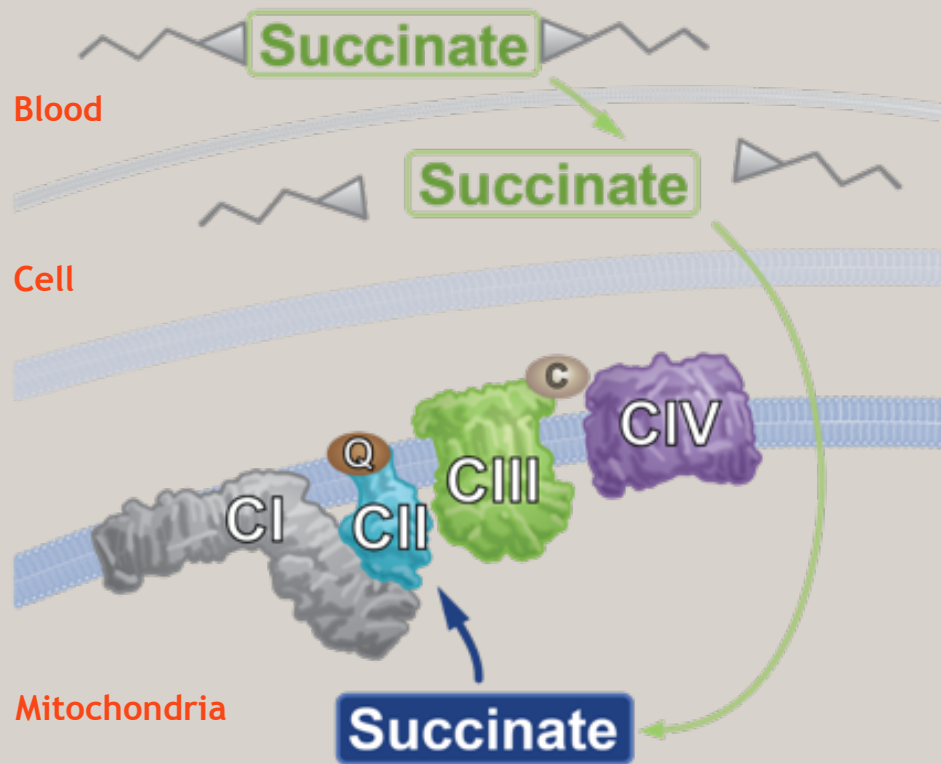 Succinate
Blood
Succinate
Cell
C
CIV
Q
CIII
CI
CII
Mitochondria
Succinate